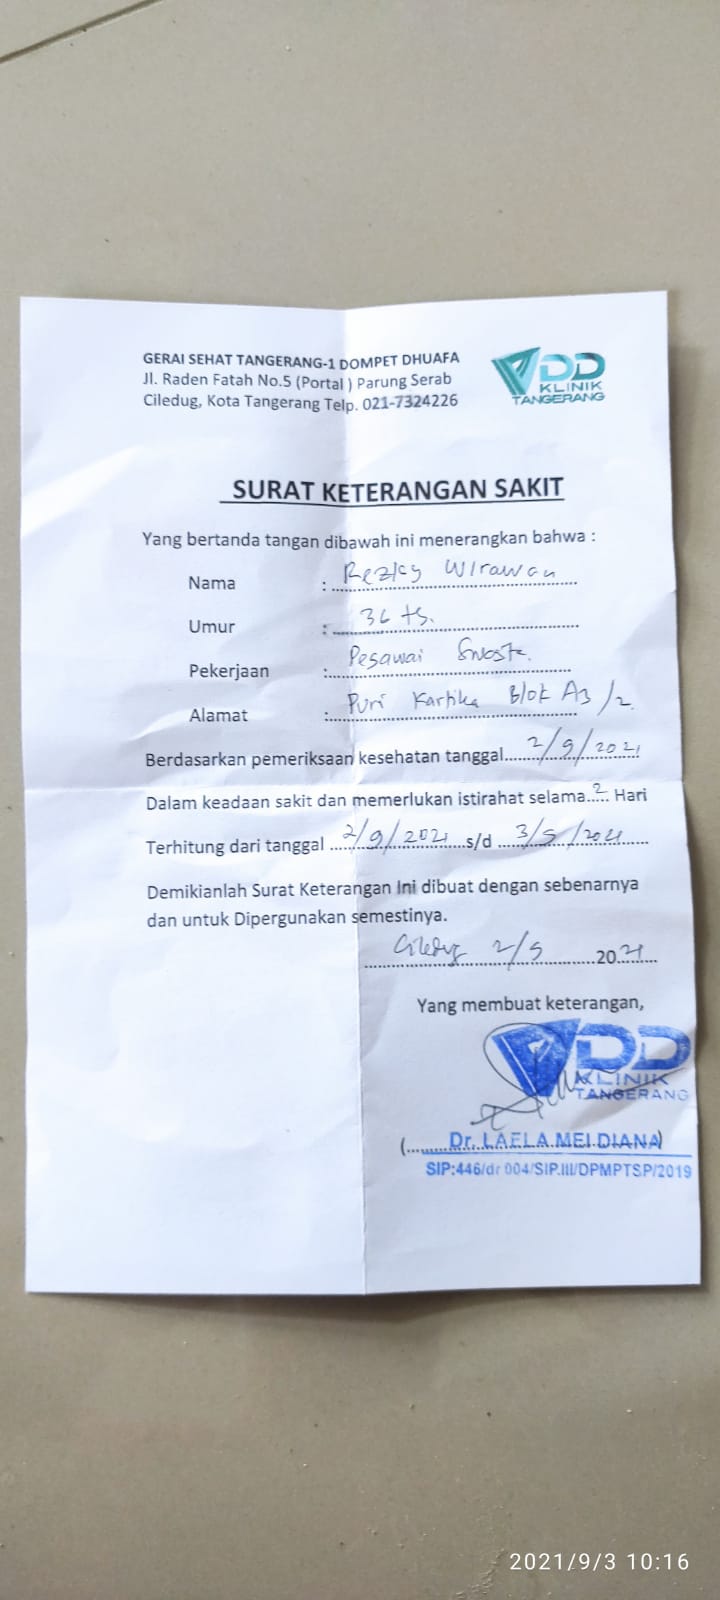 GERAI SEHAT TANGERANG-1 DOMPET DHUAFA
Jl. Raden Fatah No.5 (Portal ) Parung Serab
Ciledug, Kota Tangerang Telp. 021-7324226
DD
KLINIK
TANGERANG
SURAT KETERANGAN SAKIT
Yang bertanda tangan dibawah ini menerangkan bahwa :
Nama : Rezky Wirawan
Umur : 36 th.
Pekerjaan : Pegawai Swasta.
Alamat : Puri Kartika Blok A3/2.
Berdasarkan pemeriksaan kesehatan tanggal 2/9/2021
Dalam keadaan sakit dan memerlukan istirahat selama 2 Hari
Terhitung dari tanggal 2/9/2021 s/d 3/9/2021
Demikianlah Surat Keterangan Ini dibuat dengan sebenarnya
dan untuk Dipergunakan semestinya.
Ciledug 2/9 2021
Yang membuat keterangan,
DD
KLINIK
TANGERANG
(Dr. LAELA MEI DIANA)
SIP:446/dr 004/SIP.III/DPMPTSP/2019
2021/9/3 10:16